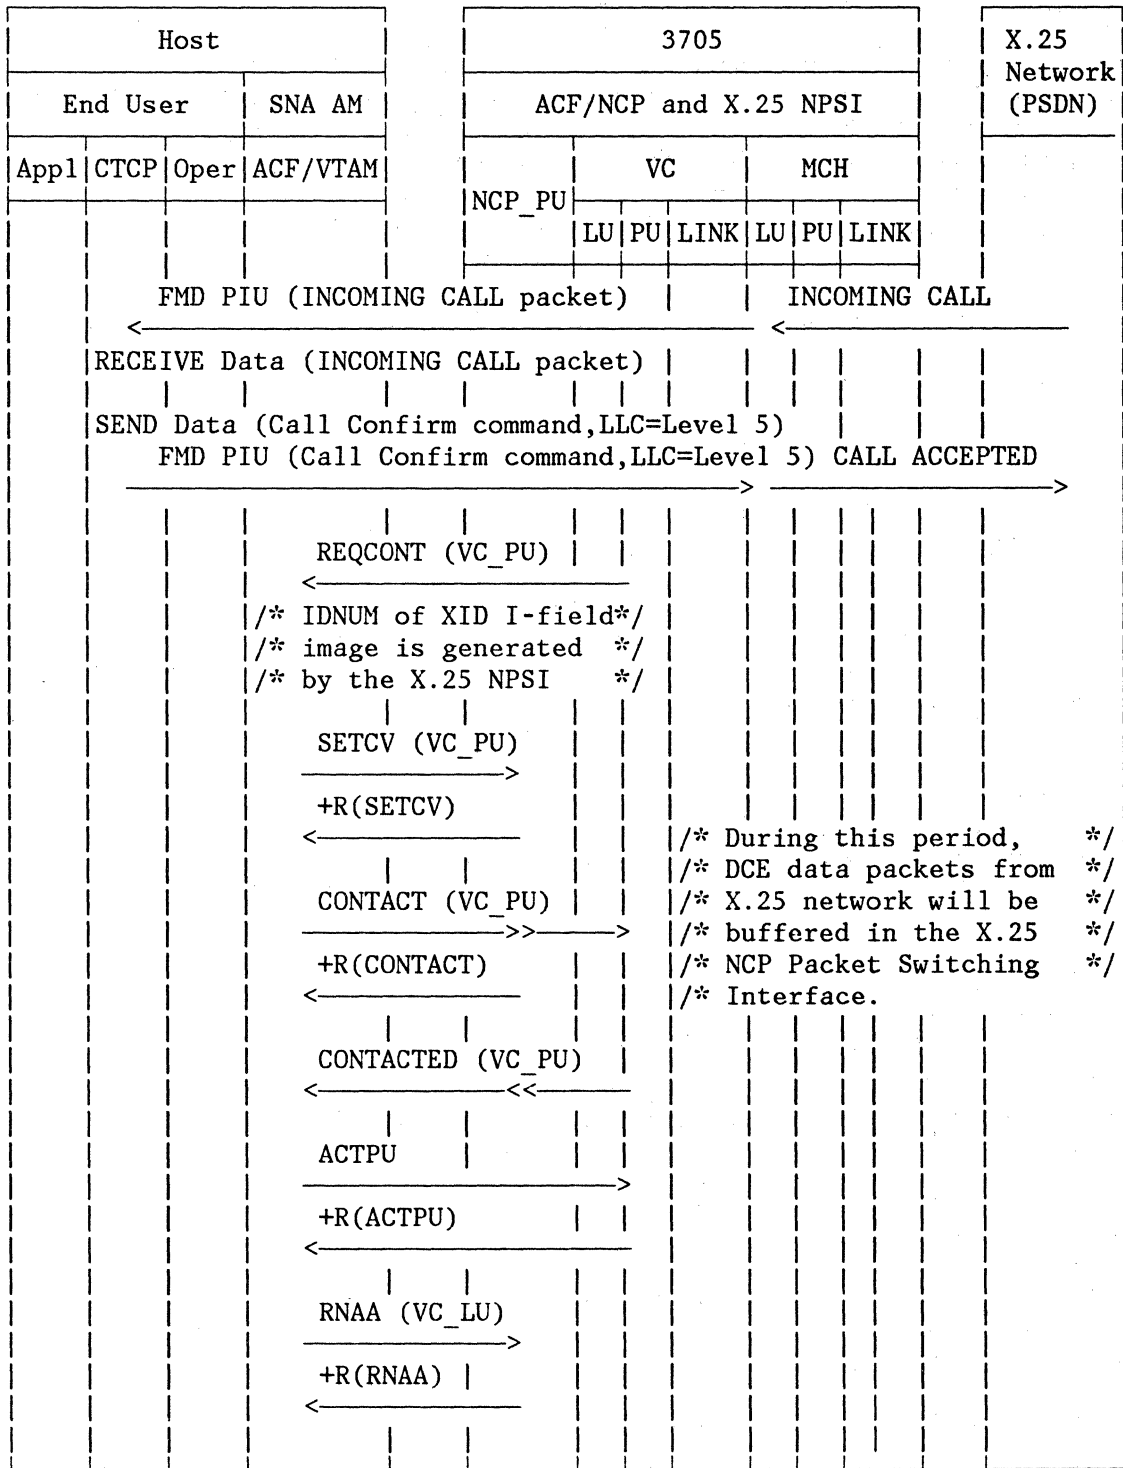 Host 3705 X.25
Network
End User SNA AM ACF/NCP and X.25 NPSI (PSDN)
Appl CTCP Oper ACF/VTAM VC MCH
NCP_PU
LU PU LINK LU PU LINK
FMD PIU (INCOMING CALL packet) INCOMING CALL
RECEIVE Data (INCOMING CALL packet)
SEND Data (Call Confirm command,LLC=Level 5)
FMD PIU (Call Confirm command,LLC=Level 5) CALL ACCEPTED
REQCONT (VC_PU)
/* IDNUM of XID I-field*/
/* image is generated */
/* by the X.25 NPSI */
SETCV (VC_PU)
+R(SETCV)
/* During this period, */
/* DCE data packets from */
CONTACT (VC_PU) /* X.25 network will be */
/* buffered in the X.25 */
+R(CONTACT) /* NCP Packet Switching */
/* Interface.
CONTACTED (VC_PU)
ACTPU
+R(ACTPU)
RNAA (VC_LU)
+R(RNAA)